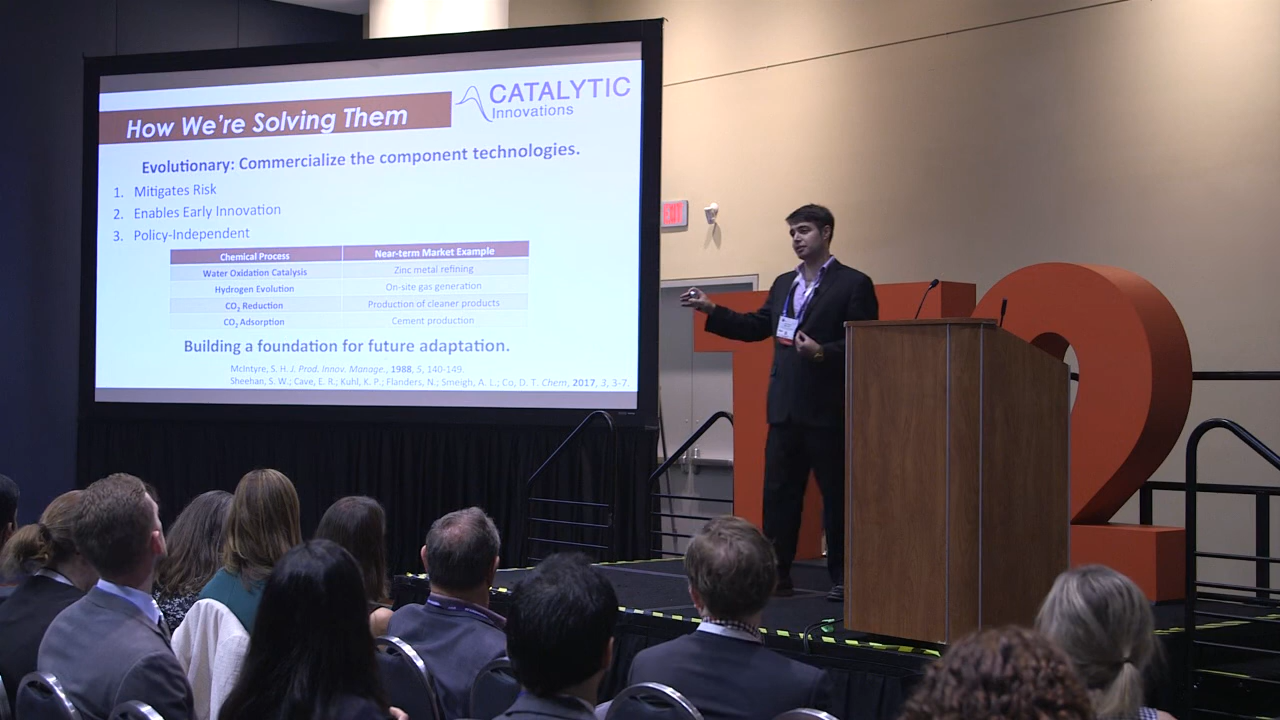 CATALYTIC
Innovations
How We're Solving Them
Evolutionary: Commercialize the component technologies.
1. Mitigates Risk
2. Enables Early Innovation
3. Policy-Independent
Chemical Process Near-term Market Example
Water Oxidation Catalysis Zinc metal refining
Hydrogen Evolution On-site gas generation
CO₂ Reduction Production of cleaner products
CO₂ Adsorption Cement production
Building a foundation for future adaptation.
McIntyre, S. H. J. Prod. Innov. Manage., 1988, 5, 140-149.
Sheehan, S. W.; Cave, E. R.; Kuhl, K. P.; Flanders, N.; Smeigh, A. L.; Co, D. T. Chem, 2017, 3, 3-7.
EXIT
2